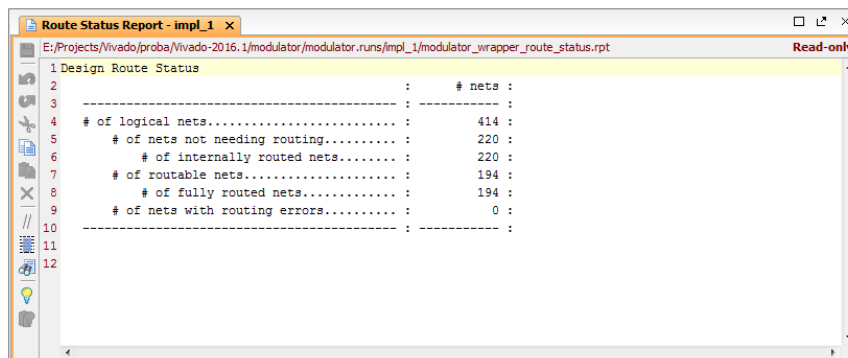 Route Status Report - impl_1 x
E:/Projects/Vivado/proba/Vivado-2016.1/modulator/modulator.runs/impl_1/modulator_wrapper_route_status.rpt Read-only
1 Design Route Status
2 : # nets :
3 ------------------------------------------- : ----------- :
4 # of logical nets.......................... : 414 :
5 # of nets not needing routing.......... : 220 :
6 # of internally routed nets........ : 220 :
7 # of routable nets..................... : 194 :
8 # of fully routed nets............. : 194 :
9 # of nets with routing errors.......... : 0 :
10 ------------------------------------------- : ----------- :
11
12